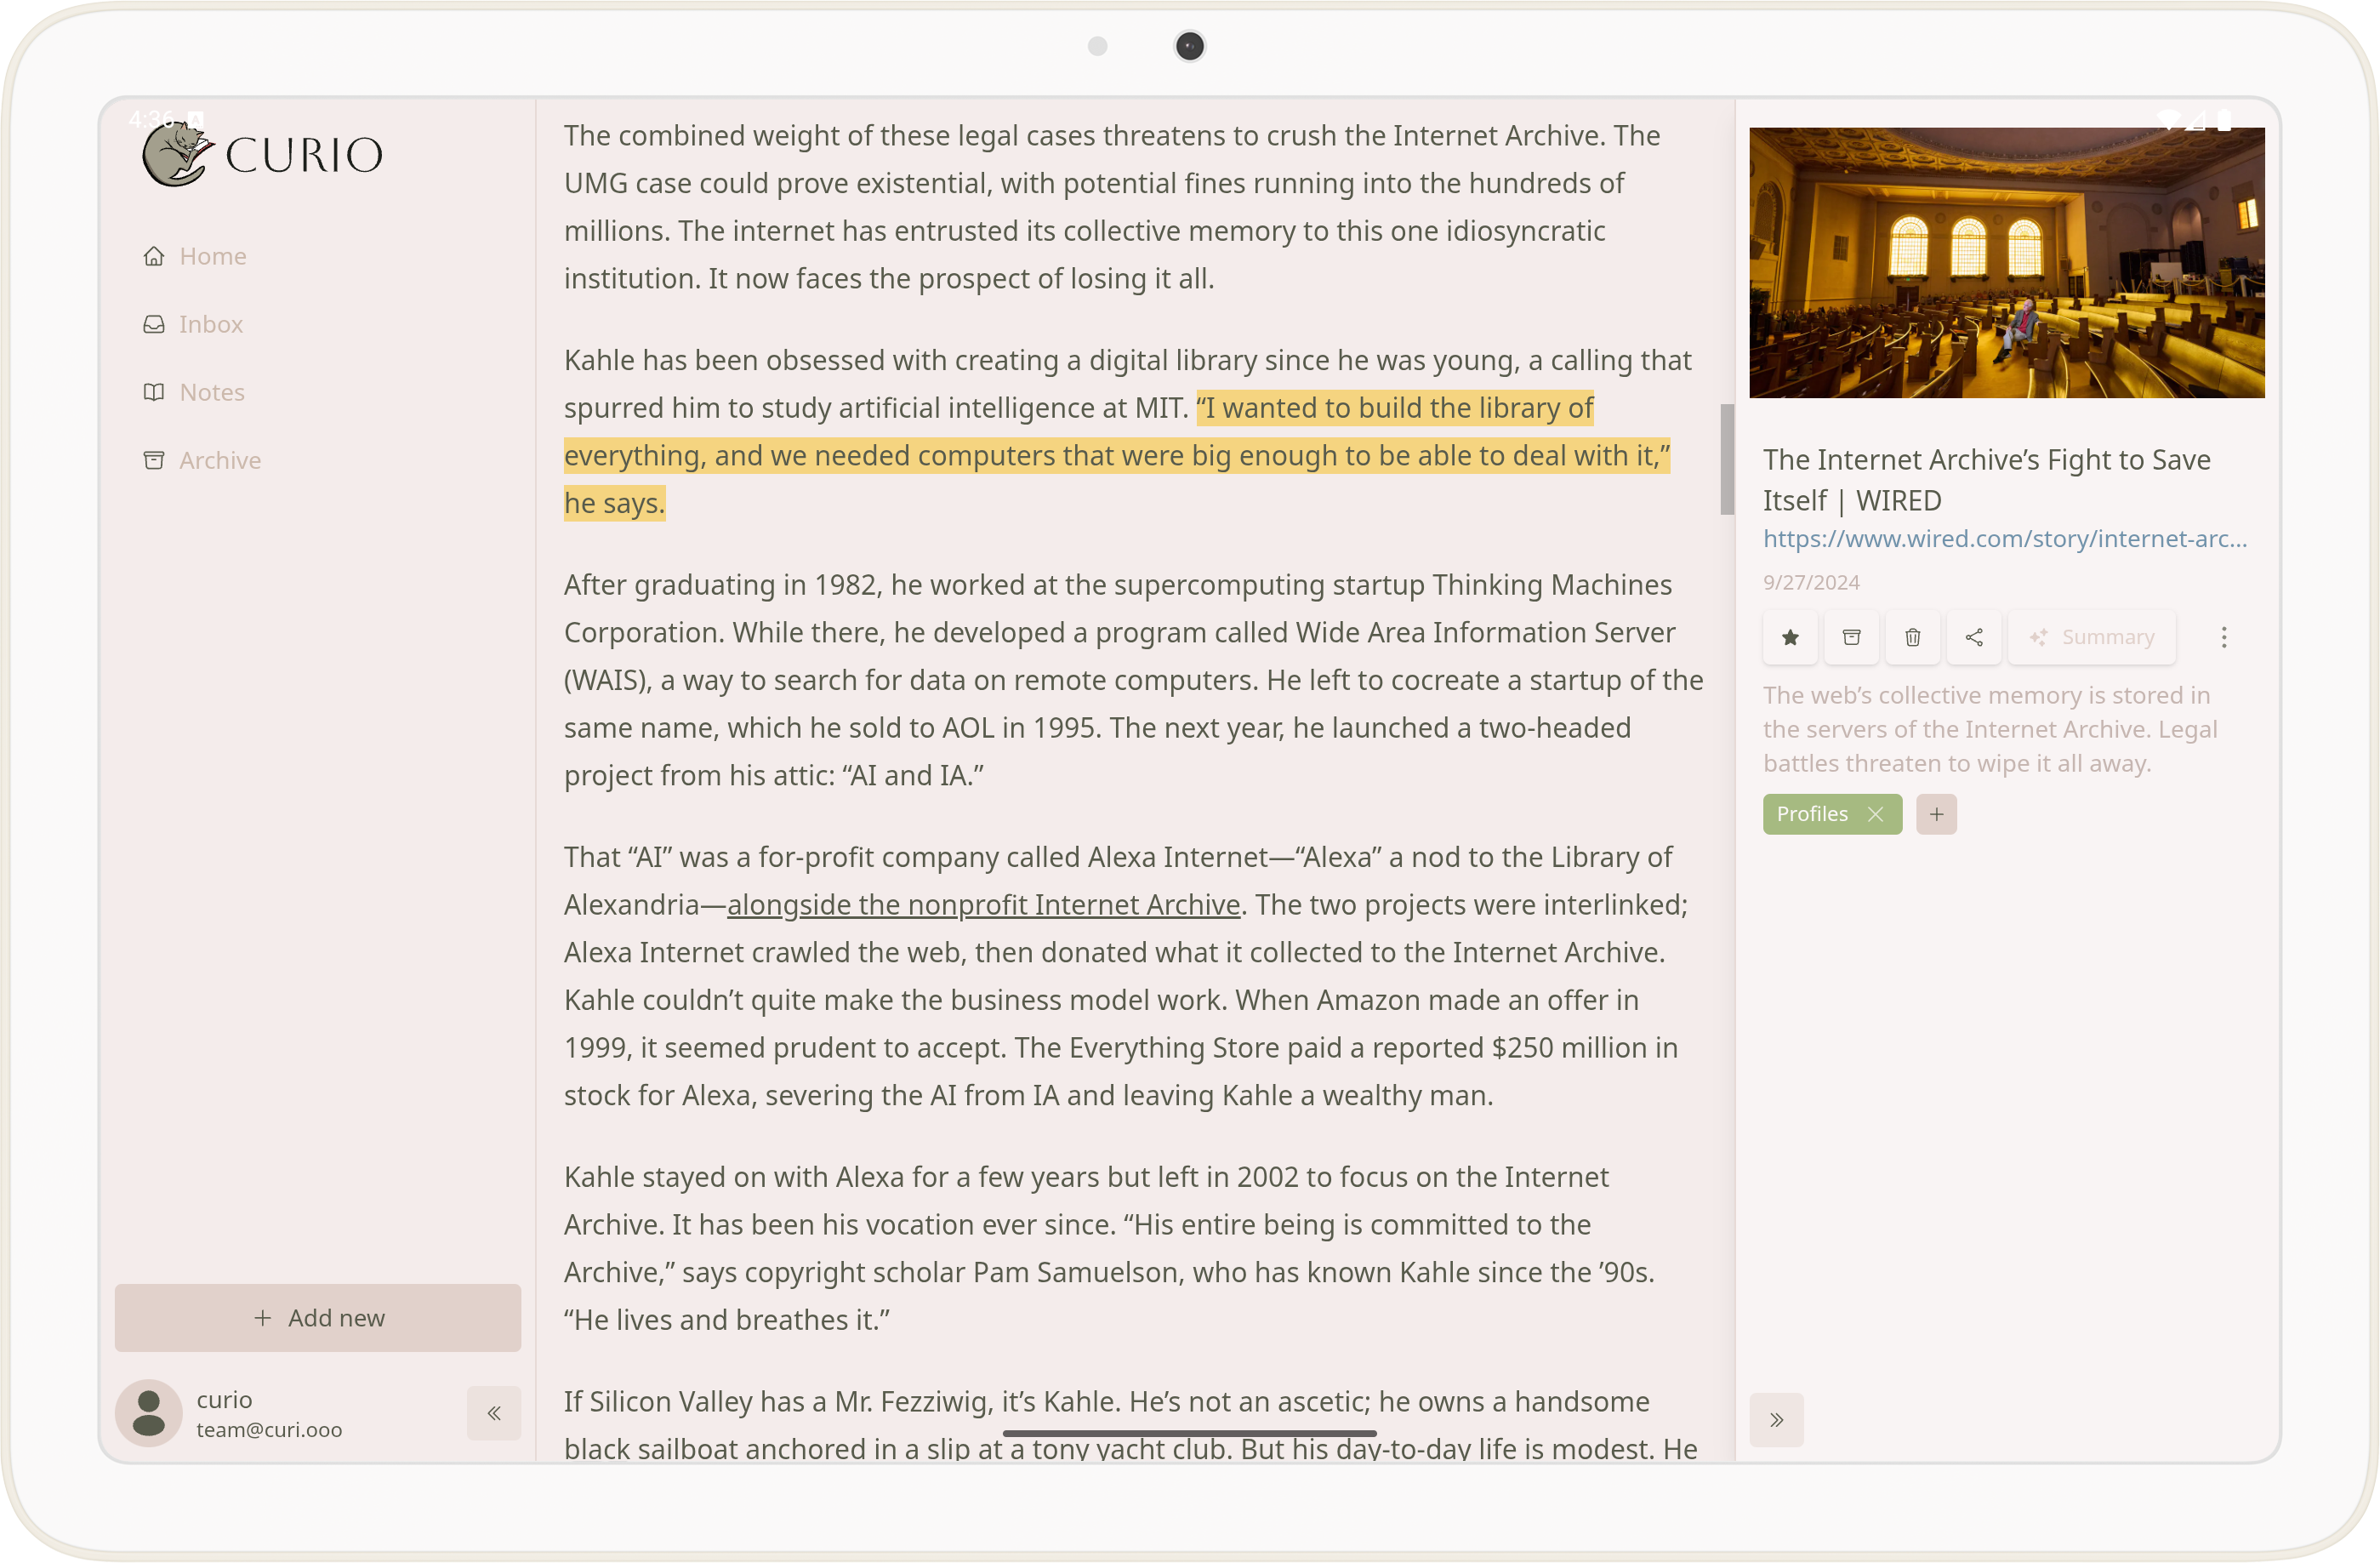 4:36
CURIO
Home
Inbox
Notes
Archive
Add new
curio
team@curi.ooo
The combined weight of these legal cases threatens to crush the Internet Archive. The
UMG case could prove existential, with potential fines running into the hundreds of
millions. The internet has entrusted its collective memory to this one idiosyncratic
institution. It now faces the prospect of losing it all.
Kahle has been obsessed with creating a digital library since he was young, a calling that
spurred him to study artificial intelligence at MIT. “I wanted to build the library of
everything, and we needed computers that were big enough to be able to deal with it,”
he says.
After graduating in 1982, he worked at the supercomputing startup Thinking Machines
Corporation. While there, he developed a program called Wide Area Information Server
(WAIS), a way to search for data on remote computers. He left to cocreate a startup of the
same name, which he sold to AOL in 1995. The next year, he launched a two-headed
project from his attic: “AI and IA.”
That “AI” was a for-profit company called Alexa Internet—“Alexa” a nod to the Library of
Alexandria—alongside the nonprofit Internet Archive. The two projects were interlinked;
Alexa Internet crawled the web, then donated what it collected to the Internet Archive.
Kahle couldn’t quite make the business model work. When Amazon made an offer in
1999, it seemed prudent to accept. The Everything Store paid a reported $250 million in
stock for Alexa, severing the AI from IA and leaving Kahle a wealthy man.
Kahle stayed on with Alexa for a few years but left in 2002 to focus on the Internet
Archive. It has been his vocation ever since. “His entire being is committed to the
Archive,” says copyright scholar Pam Samuelson, who has known Kahle since the ’90s.
“He lives and breathes it.”
If Silicon Valley has a Mr. Fezziwig, it’s Kahle. He’s not an ascetic; he owns a handsome
black sailboat anchored in a slip at a tony yacht club. But his day-to-day life is modest. He
The Internet Archive’s Fight to Save
Itself | WIRED
https://www.wired.com/story/internet-arc...
9/27/2024
Summary
The web’s collective memory is stored in
the servers of the Internet Archive. Legal
battles threaten to wipe it all away.
Profiles